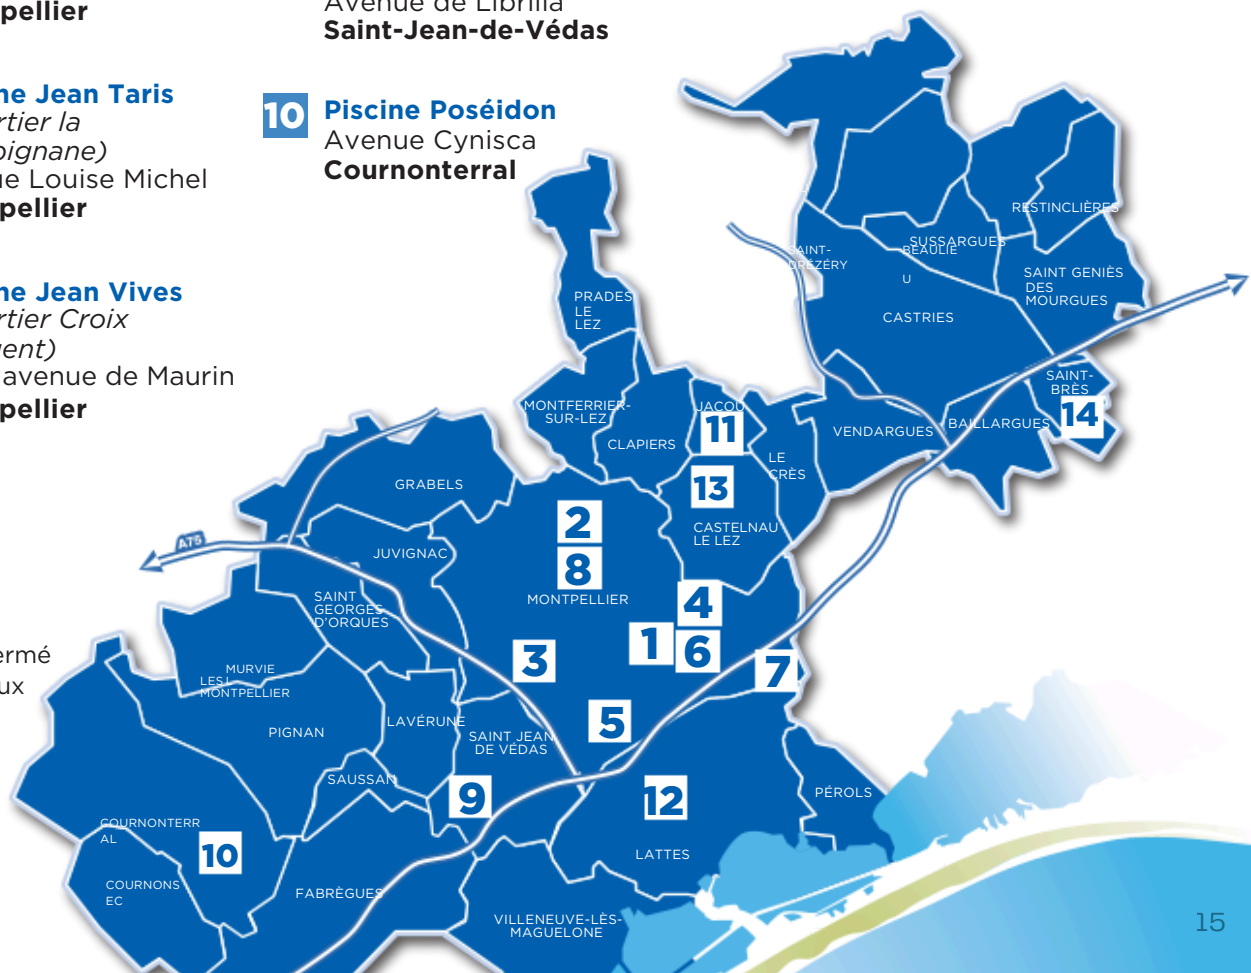 pellier
ne Jean Taris
rtier la
pignane)
ue Louise Michel
pellier
ne Jean Vives
rtier Croix
gent)
avenue de Maurin
pellier
ermé
ux
Avenue de Librilla
Saint-Jean-de-Védas
10 Piscine Poséidon
Avenue Cynisca
Cournonterral
RESTINCLIÈRES
SUSSARGUES
BEAULIE
U
SAINT-
DRÉZÉRY
SAINT GENIÈS
DES
MOURGUES
CASTRIES
PRADES
LE
LEZ
SAINT-
BRÈS
14
MONTFERRIER-
SUR-LEZ
JACOU
11
CLAPIERS
VENDARGUES
BAILLARGUES
LE
CRÈS
13
GRABELS
CASTELNAU
LE LEZ
2
8
MONTPELLIER
A75
JUVIGNAC
SAINT
GEORGES
D'ORQUES
4
1
6
3
7
5
MURVIE
LES
MONTPELLIER
PIGNAN
LAVÉRUNE
SAINT JEAN
DE VÉDAS
SAUSSAN
9
12
PÉROLS
COURNONTERR
AL
10
LATTES
COURNONS
EC
FABRÈGUES
VILLENEUVE-LÈS-
MAGUELONE
15